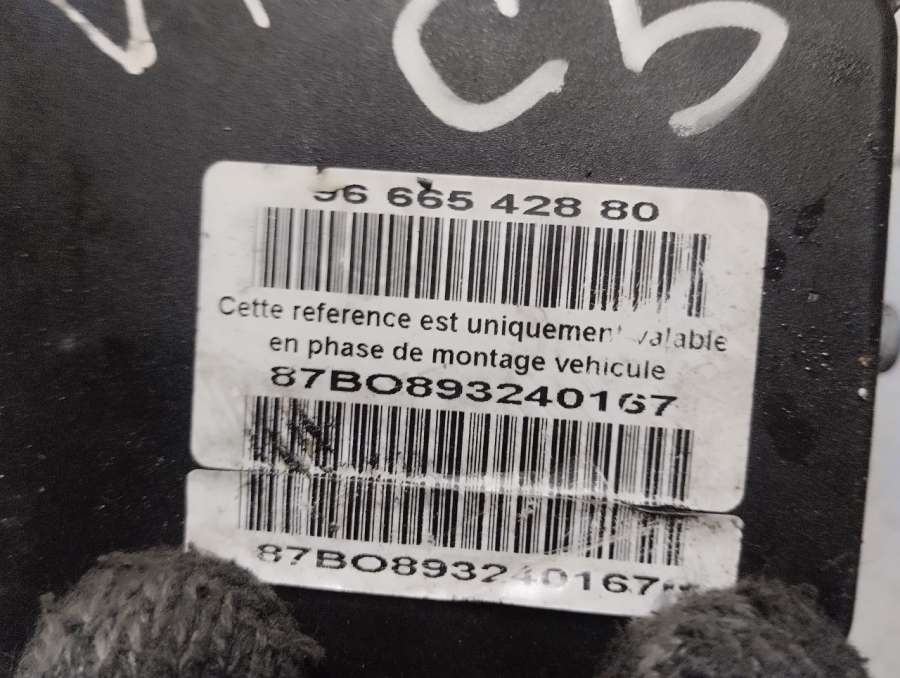 C5
96 665 428 80
Cette reference est uniquement valable
en phase de montage vehicule
87BO893240167
87BO893240167